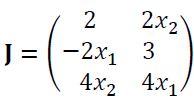 2 2x₂
J = ( −2x₁ 3 )
4x₂ 4x₁